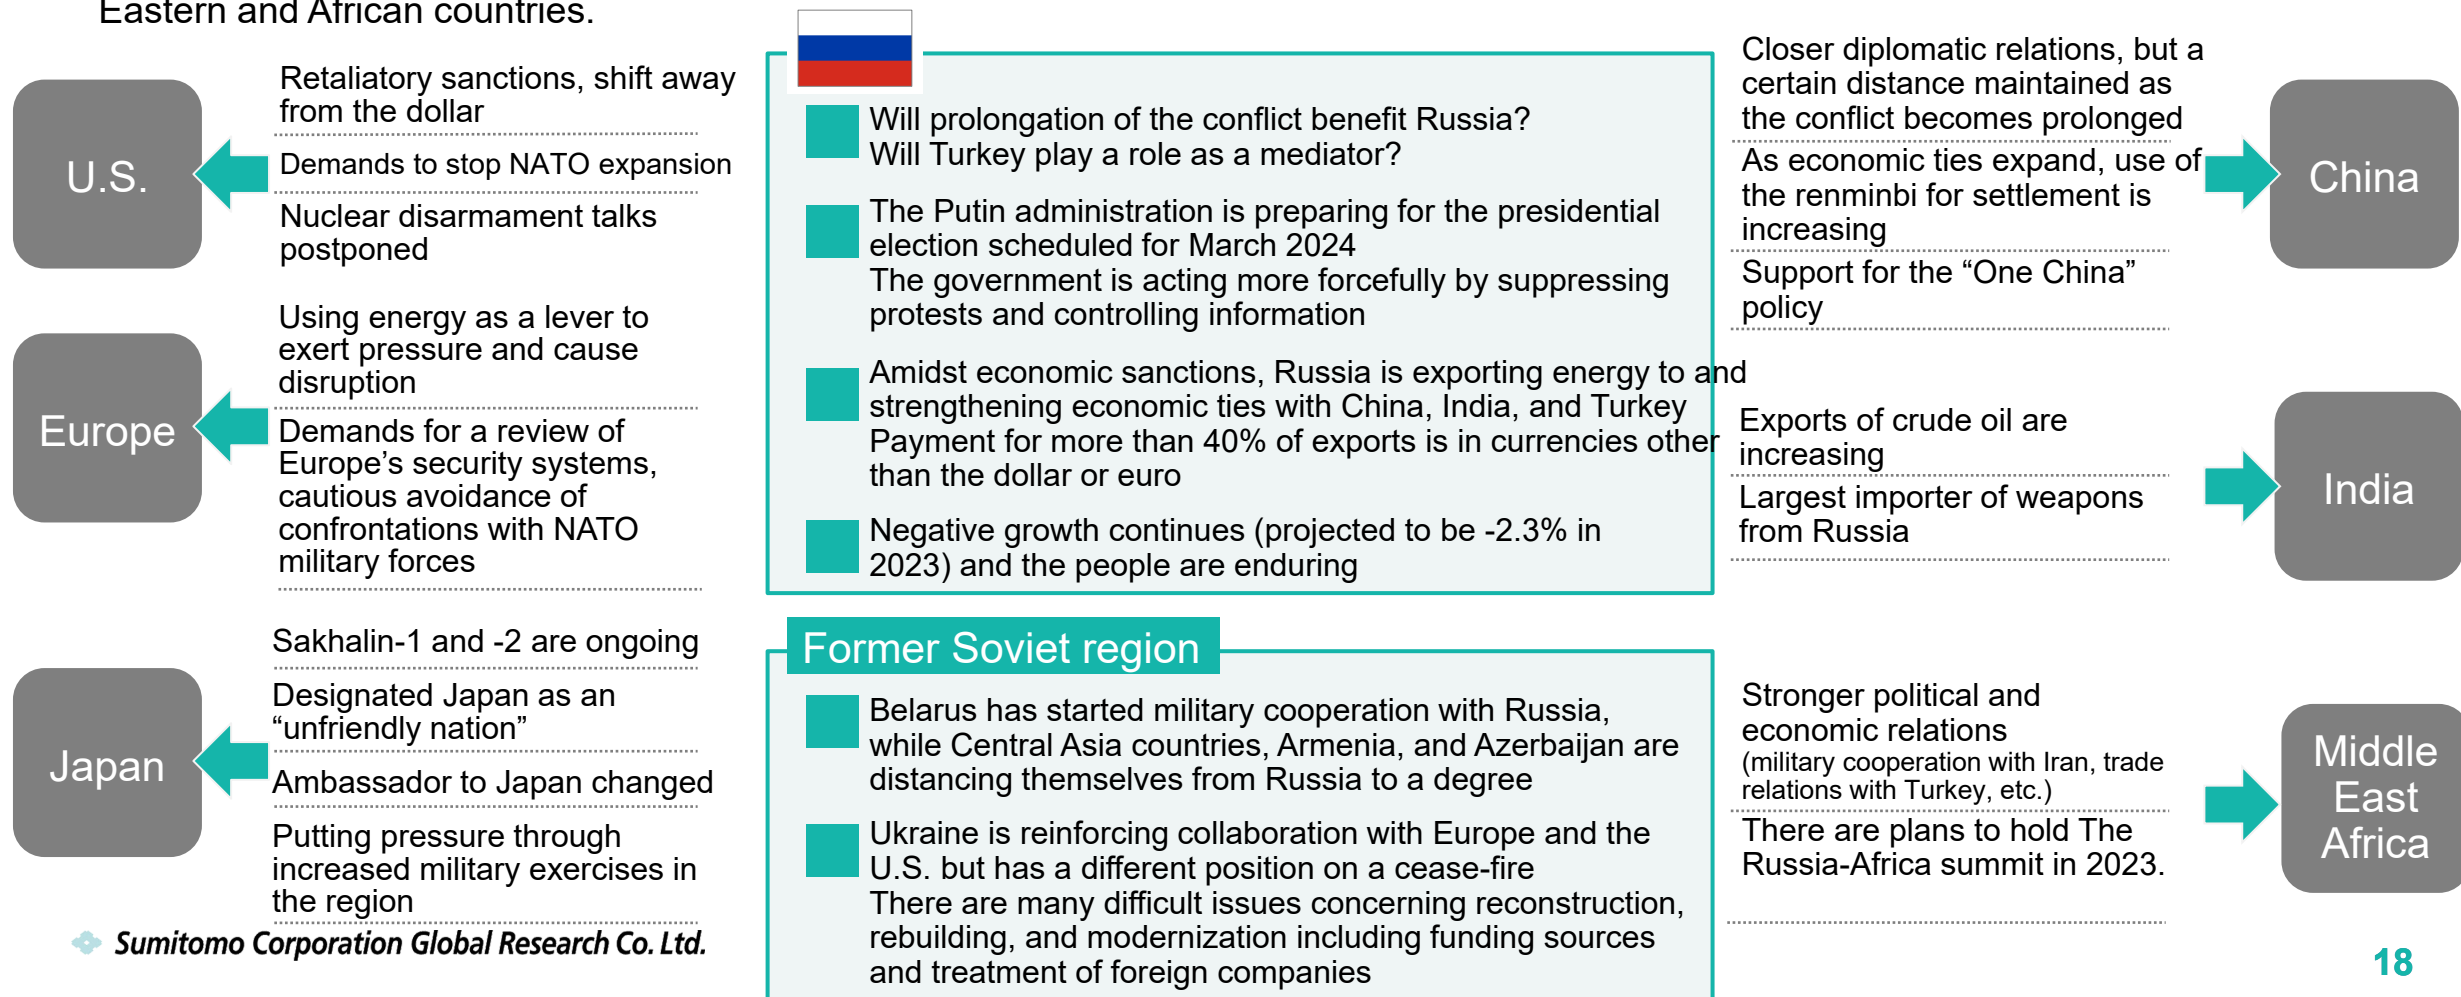 Eastern and African countries.
U.S.
Retaliatory sanctions, shift away
from the dollar
Demands to stop NATO expansion
Nuclear disarmament talks
postponed
Europe
Using energy as a lever to
exert pressure and cause
disruption
Demands for a review of
Europe’s security systems,
cautious avoidance of
confrontations with NATO
military forces
Japan
Sakhalin-1 and -2 are ongoing
Designated Japan as an
“unfriendly nation”
Ambassador to Japan changed
Putting pressure through
increased military exercises in
the region
Will prolongation of the conflict benefit Russia?
Will Turkey play a role as a mediator?
The Putin administration is preparing for the presidential
election scheduled for March 2024
The government is acting more forcefully by suppressing
protests and controlling information
Amidst economic sanctions, Russia is exporting energy to and
strengthening economic ties with China, India, and Turkey
Payment for more than 40% of exports is in currencies other
than the dollar or euro
Negative growth continues (projected to be -2.3% in
2023) and the people are enduring
Former Soviet region
Belarus has started military cooperation with Russia,
while Central Asia countries, Armenia, and Azerbaijan are
distancing themselves from Russia to a degree
Ukraine is reinforcing collaboration with Europe and the
U.S. but has a different position on a cease-fire
There are many difficult issues concerning reconstruction,
rebuilding, and modernization including funding sources
and treatment of foreign companies
Closer diplomatic relations, but a
certain distance maintained as
the conflict becomes prolonged
As economic ties expand, use of
the renminbi for settlement is
increasing
Support for the “One China”
policy
China
Exports of crude oil are
increasing
Largest importer of weapons
from Russia
India
Stronger political and
economic relations
(military cooperation with Iran, trade
relations with Turkey, etc.)
There are plans to hold The
Russia-Africa summit in 2023.
Middle
East
Africa
Sumitomo Corporation Global Research Co. Ltd.
18